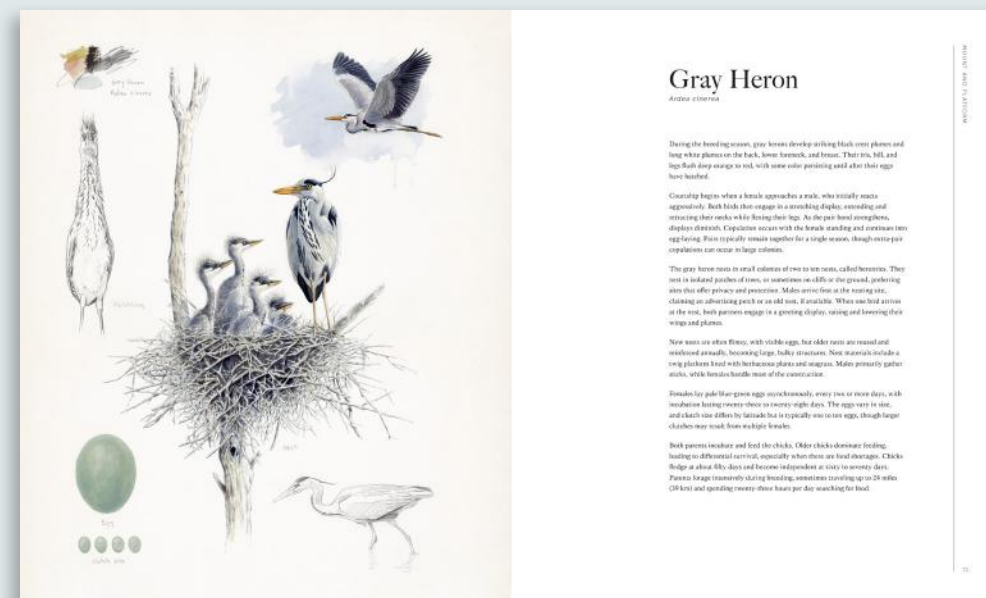 Gray Heron
Ardea cinerea
Gray Heron
Ardea cinerea
During the breeding season, gray herons develop striking black crest plumes and
long white plumes on the back, lower foreneck, and breast. Their iris, bill, and
legs flush deep orange to red, with some color persisting until after their eggs
have hatched.
Courtship begins when a female approaches a male, who initially reacts
aggressively. Both birds then engage in a stretching display, extending and
retracting their necks while flexing their legs. As the pair bond strengthens,
displays diminish. Copulation occurs with the female standing and continues into
egg-laying. Pairs typically remain together for a single season, though extra-pair
copulations can occur in large colonies.
The gray heron nests in small colonies of two to ten nests, called heronries. They
nest in isolated patches of trees, or sometimes on cliffs or the ground, preferring
sites that offer privacy and protection. Males arrive first at the nesting site,
claiming an advertising perch or an old nest, if available. When one bird arrives
at the nest, both partners engage in a greeting display, raising and lowering their
wings and plumes.
New nests are often flimsy, with visible eggs, but older nests are reused and
reinforced annually, becoming large, bulky structures. Nest materials include a
twig platform lined with herbaceous plants and seagrass. Males primarily gather
sticks, while females handle most of the construction.
Females lay pale blue-green eggs asynchronously, every two or more days, with
incubation lasting twenty-three to twenty-eight days. The eggs vary in size,
and clutch size differs by latitude but is typically one to ten eggs, though larger
clutches may result from multiple females.
Both parents incubate and feed the chicks. Older chicks dominate feeding,
leading to differential survival, especially when there are food shortages. Chicks
fledge at about fifty days and become independent at sixty to seventy days.
Parents forage intensively during breeding, sometimes traveling up to 24 miles
(39 km) and spending twenty-three hours per day searching for food.
MOUNT AND PLATFORM
nest
Egg
clutch size